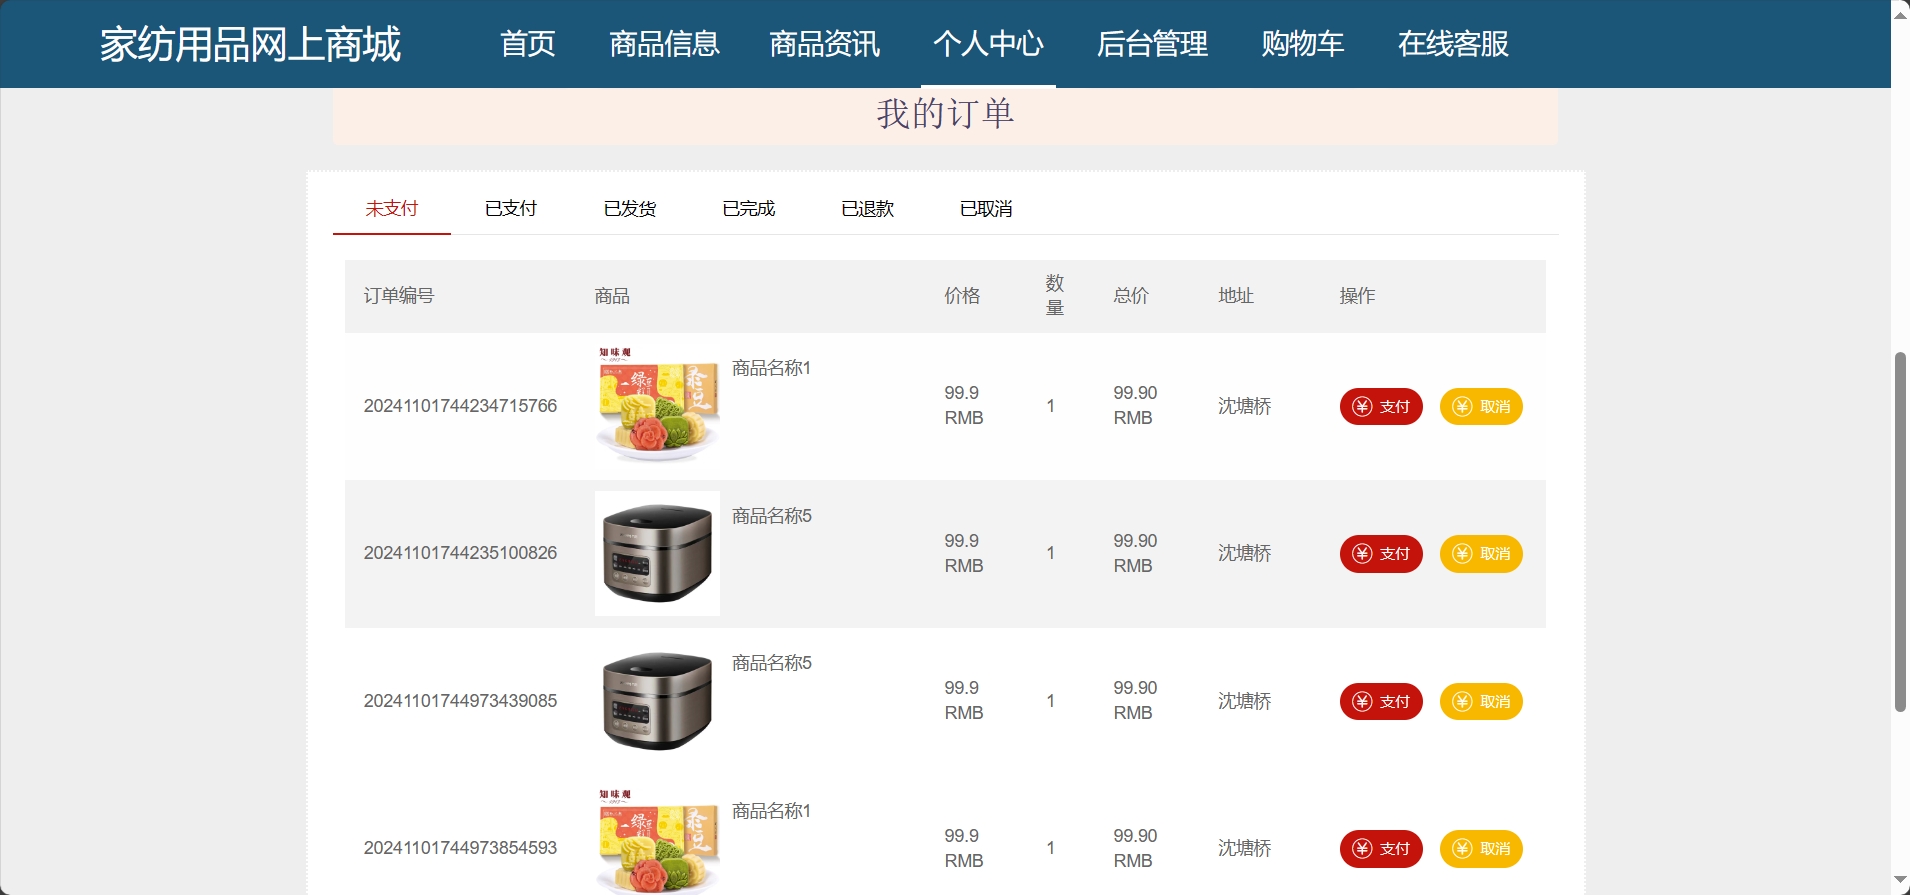 家纺用品网上商城 首页 商品信息 商品资讯 个人中心 后台管理 购物车 在线客服
我的订单
未支付 已支付 已发货 已完成 已退款 已取消
订单编号 商品 价格 数量 总价 地址 操作
知味观
商品名称1
20241101744234715766 99.9 RMB 1 99.90 RMB 沈塘桥 支付 取消
商品名称5
20241101744235100826 99.9 RMB 1 99.90 RMB 沈塘桥 支付 取消
商品名称5
20241101744973439085 99.9 RMB 1 99.90 RMB 沈塘桥 支付 取消
知味观
商品名称1
20241101744973854593 99.9 RMB 1 99.90 RMB 沈塘桥 支付 取消